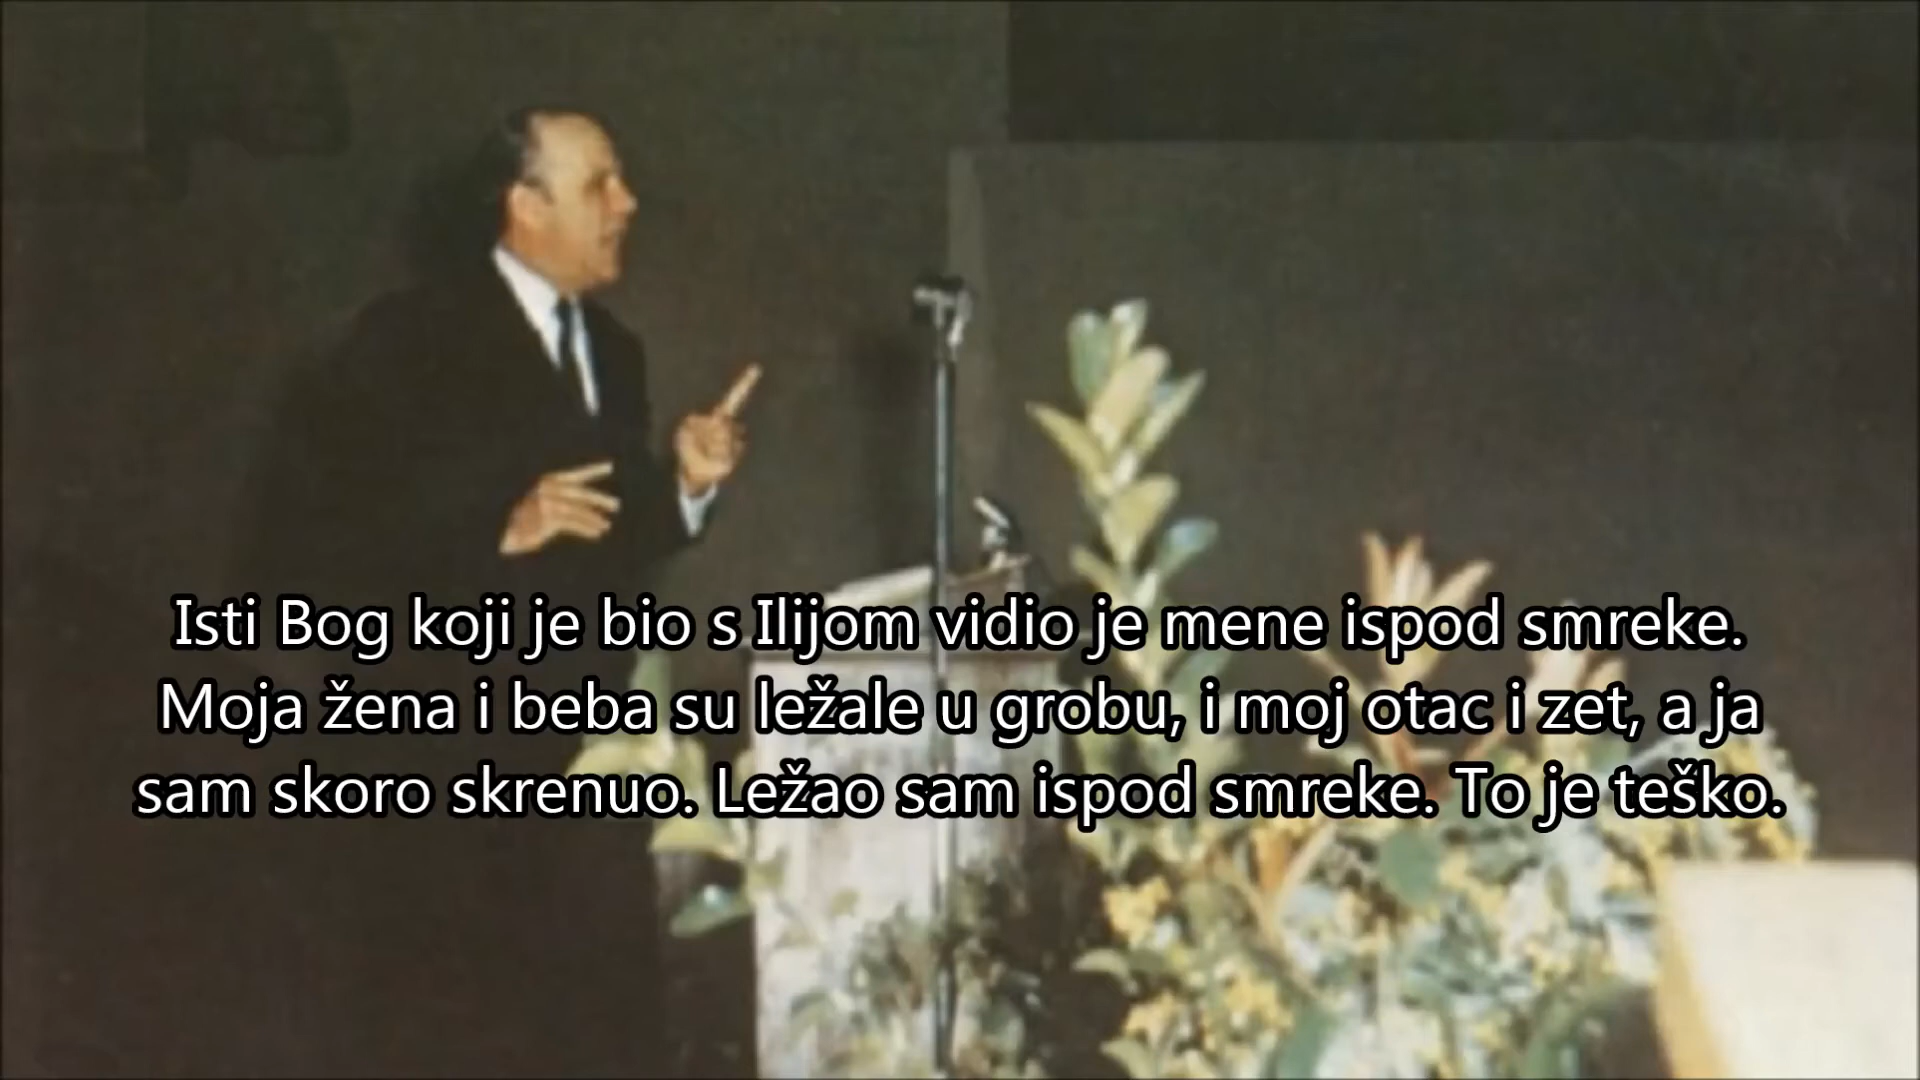 Isti Bog koji je bio s Ilijom vidio je mene ispod smreke.
Moja žena i beba su ležale u grobu, i moj otac i zet, a ja
sam skoro skrenuo. Ležao sam ispod smreke. To je teško.